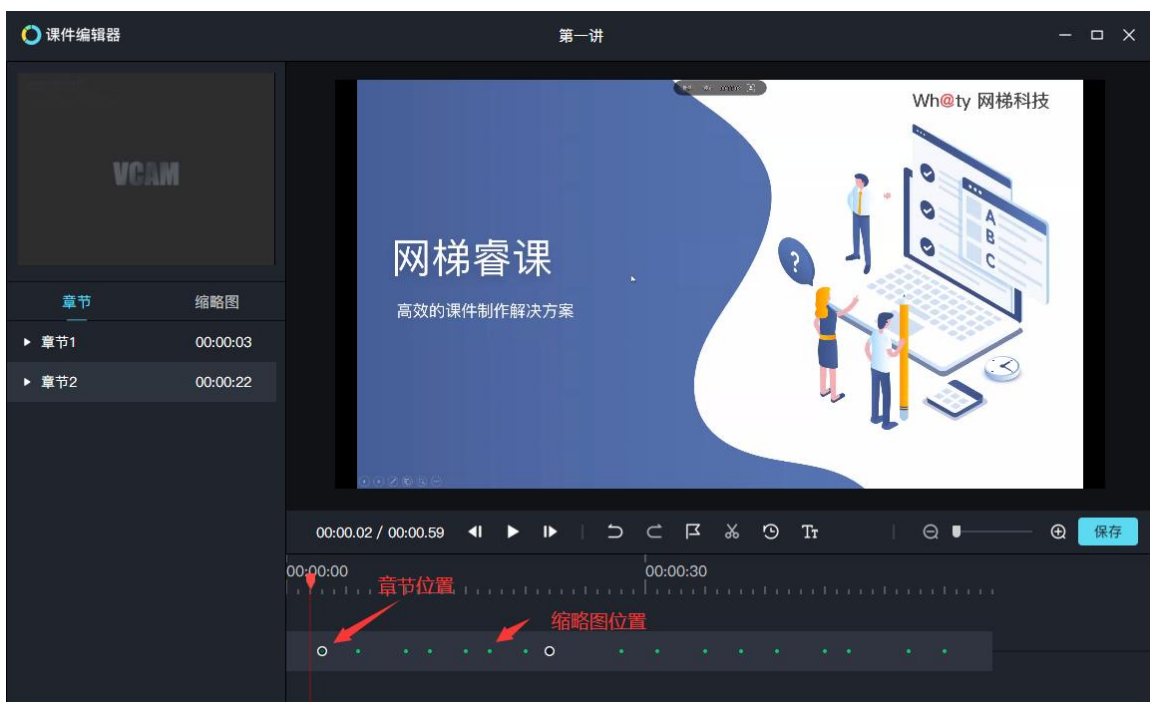 课件编辑器
第一讲
VCAM
章节 缩略图
章节1 00:00:03
章节2 00:00:22
Wh@ty 网梯科技
A
B
C
?
网梯睿课
高效的课件制作解决方案
00:00.02 / 00:00.59
Tт
保存
00:00:00 00:00:30
章节位置
缩略图位置